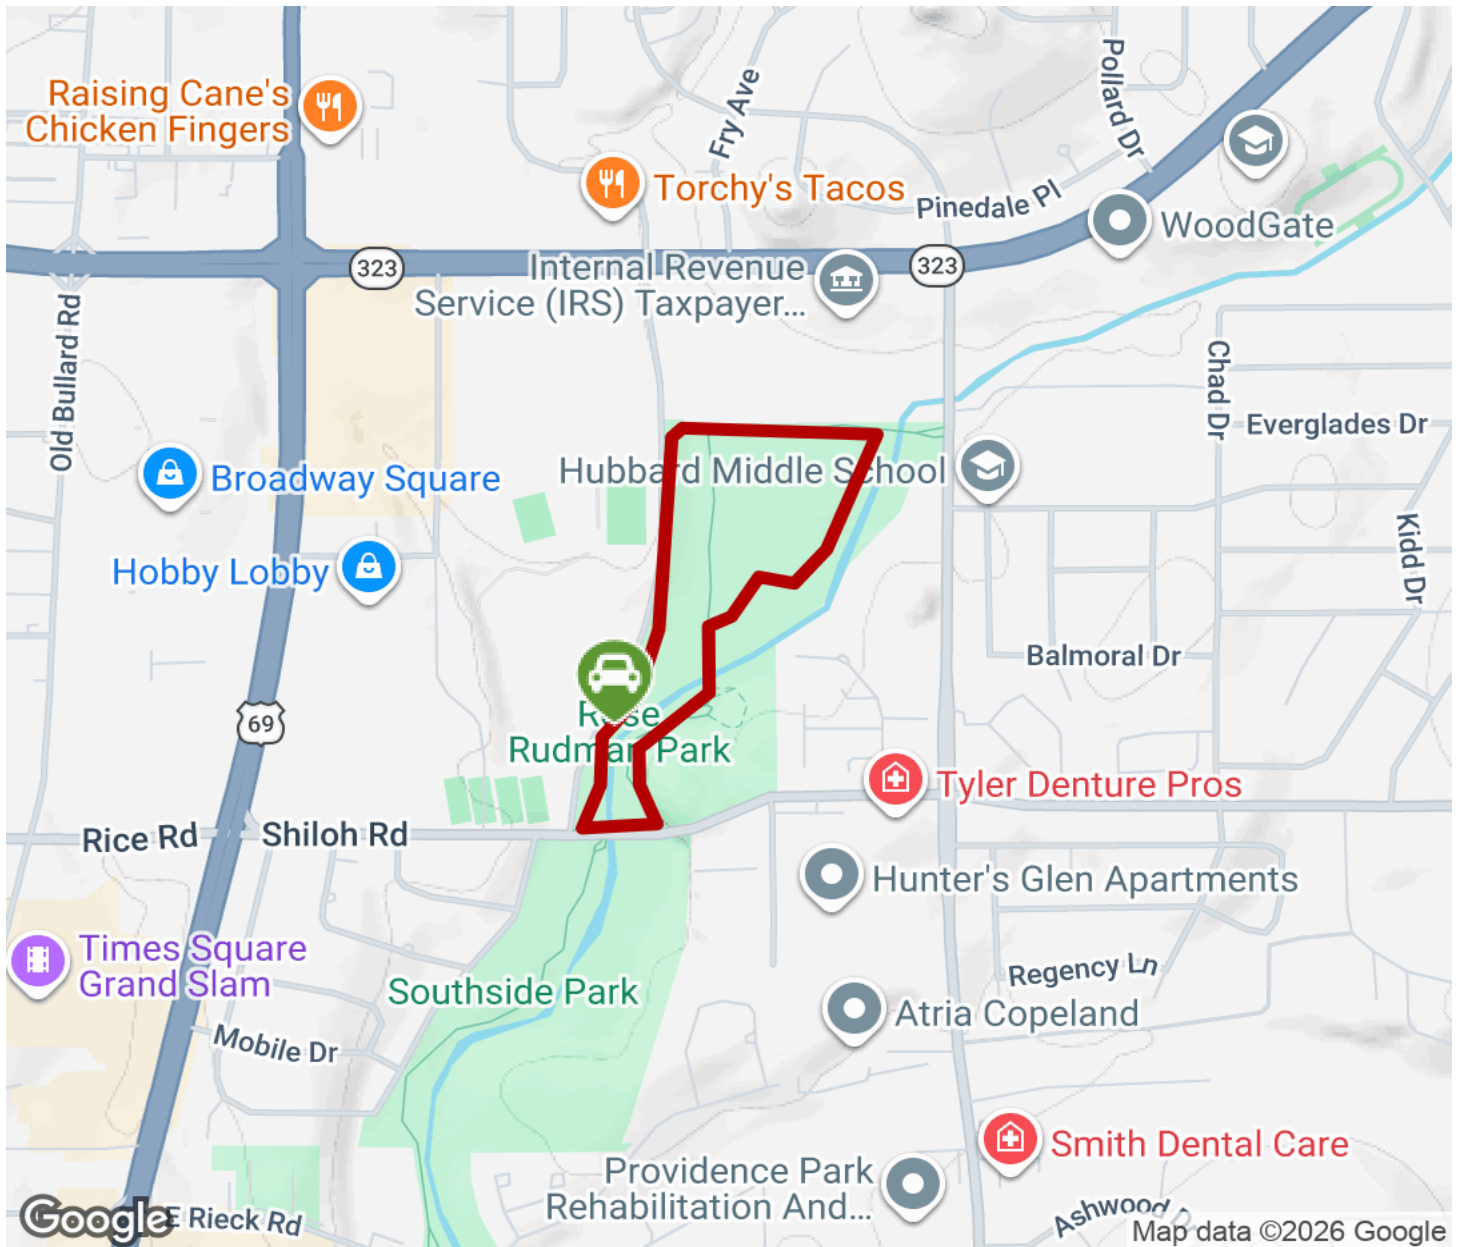 Raising Cane's
Chicken Fingers
Fry Ave
Pollard Dr
Torchy's Tacos
Pinedale Pl
WoodGate
323
323
Internal Revenue
Service (IRS) Taxpayer...
Old Bullard Rd
Chad Dr
Everglades Dr
Hubbard Middle School
Broadway Square
Kidd Dr
Hobby Lobby
Balmoral Dr
69
Rose
Rudman Park
Tyler Denture Pros
Rice Rd
Shiloh Rd
Hunter's Glen Apartments
Times Square
Grand Slam
Regency Ln
Southside Park
Atria Copeland
Mobile Dr
Smith Dental Care
Providence Park
Rehabilitation And...
Ashwood D
Google
E Rieck Rd
Map data ©2026 Google